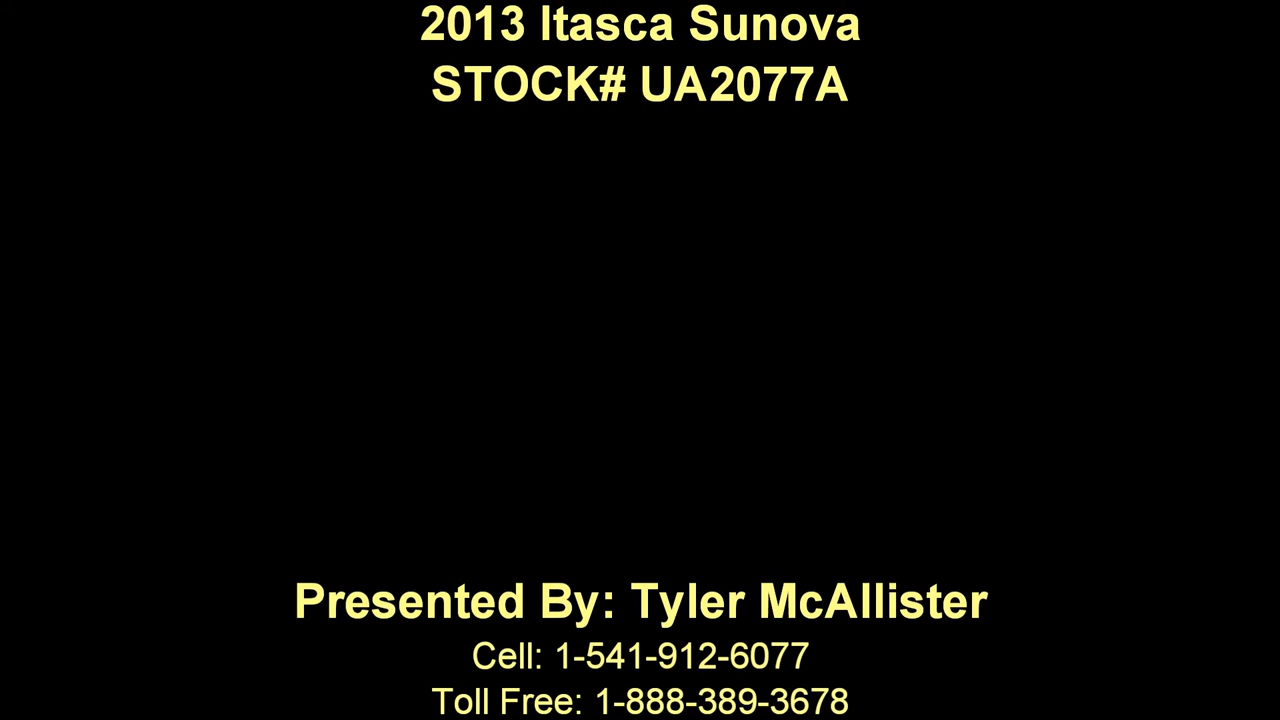 2013 Itasca Sunova
STOCK# UA2077A
Presented By: Tyler McAllister
Cell: 1-541-912-6077
Toll Free: 1-888-389-3678